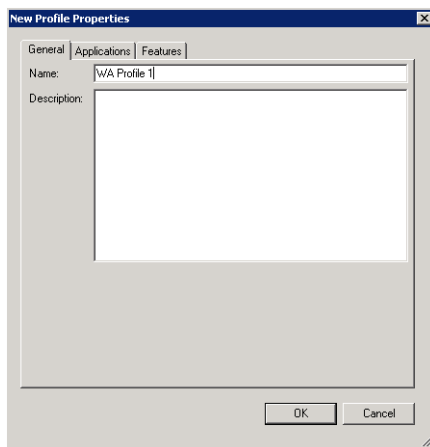 New Profile Properties
General Applications Features
Name: WA Profile 1
Description:
OK Cancel